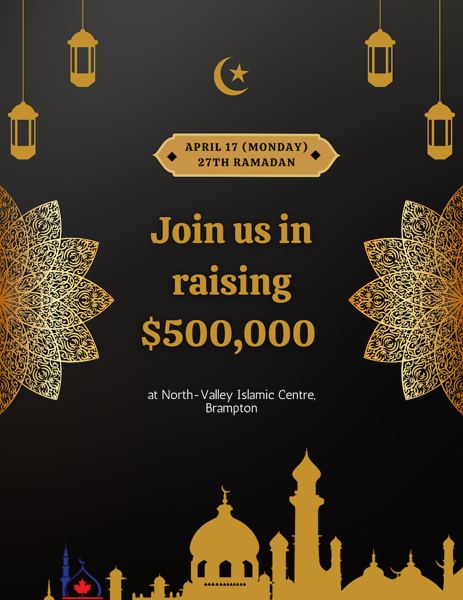 APRIL 17 (MONDAY)
27TH RAMADAN
Join us in
raising
$500,000
at North-Valley Islamic Centre,
Brampton